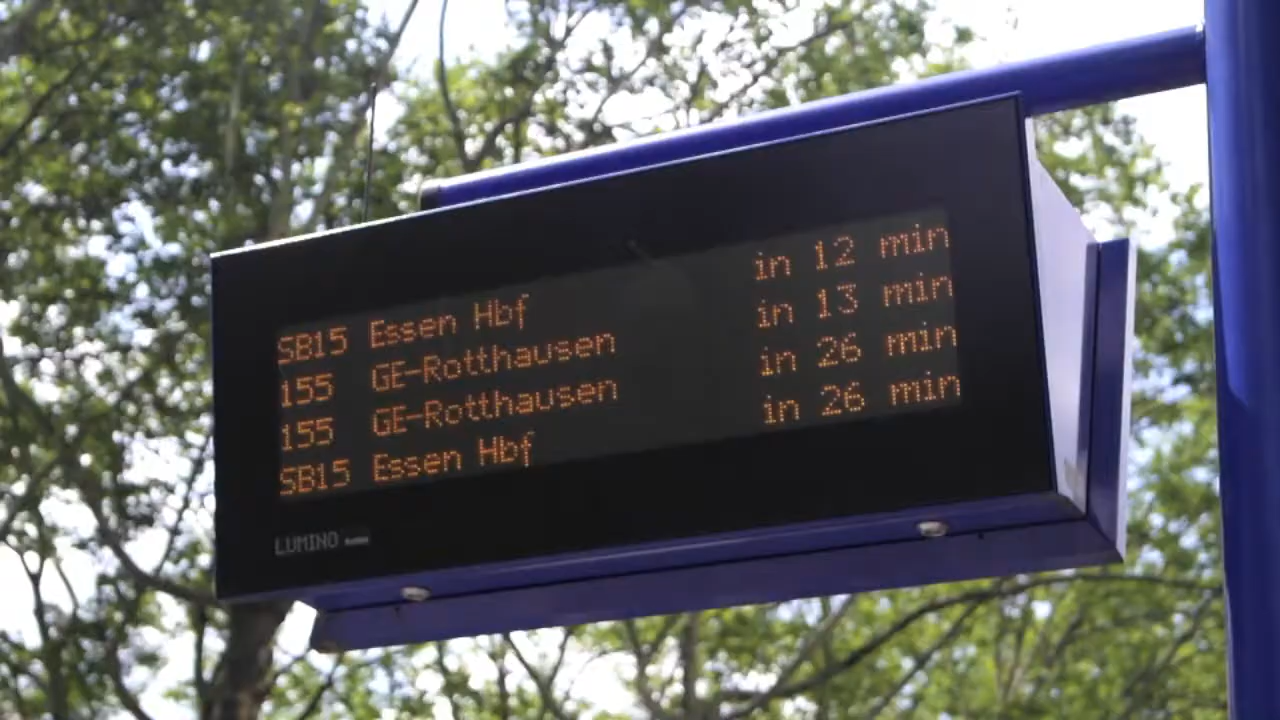 SB15 Essen Hbf in 12 min
155 GE-Rotthausen in 13 min
155 GE-Rotthausen in 26 min
SB15 Essen Hbf in 26 min
LUMINO